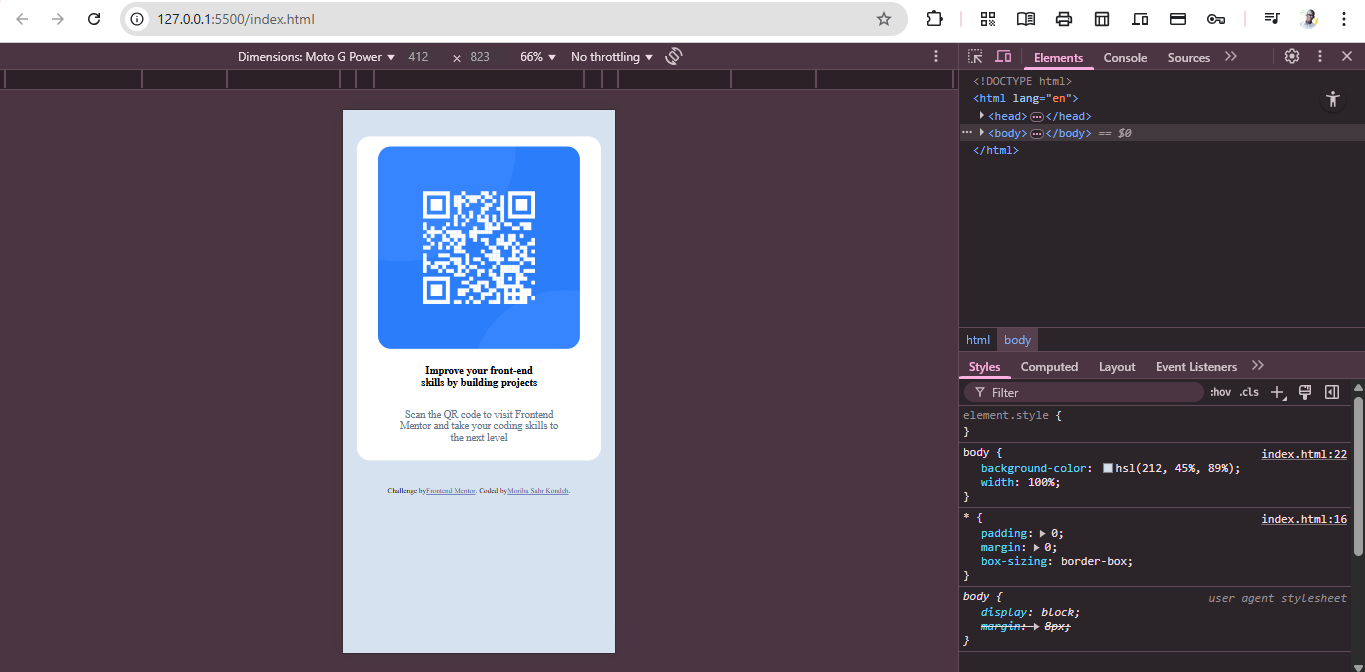 127.0.0.1:5500/index.html
Dimensions: Moto G Power ▼ 412 × 823 66% ▼ No throttling ▼
Elements Console Sources
<!DOCTYPE html>
<html lang="en">
<head> ... </head>
... <body> ... </body> == $0
</html>
html body
Styles Computed Layout Event Listeners
Filter :hov .cls
element.style {
}
body { index.html:22
background-color: hsl(212, 45%, 89%);
width: 100%;
}
* { index.html:16
padding: 0;
margin: 0;
box-sizing: border-box;
}
body { user agent stylesheet
display: block;
margin: 8px;
}
Improve your front-end
skills by building projects
Scan the QR code to visit Frontend
Mentor and take your coding skills to
the next level
Challenge byFrontend Mentor. Coded byMoriba Sahr Kondeh.